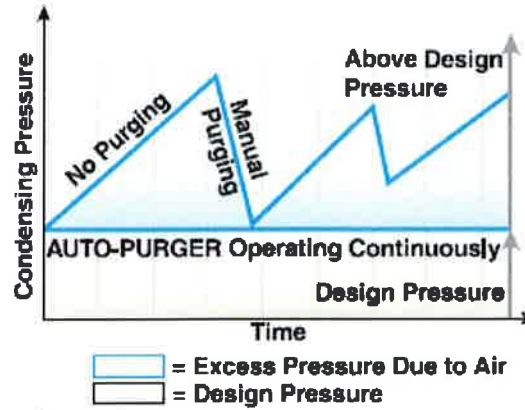 Condensing Pressure
No Purging
Manual
Purging
Above Design
Pressure
AUTO-PURGER Operating Continuously
Design Pressure
Time
= Excess Pressure Due to Air
= Design Pressure